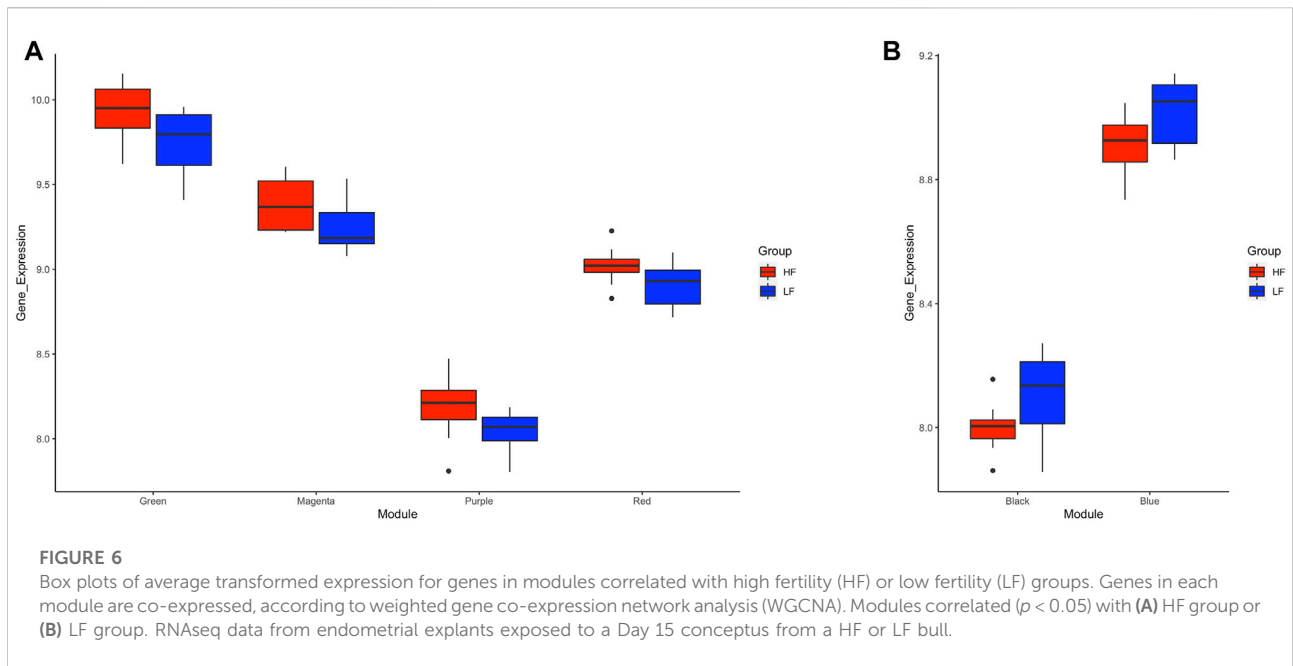 A
Gene_Expression
10.0
9.5
9.0
8.5
8.0
Green
Magenta
Purple
Red
Module
Group
HF
LF
B
Gene_Expression
9.2
8.8
8.4
8.0
Black
Blue
Module
Group
HF
LF
FIGURE 6
Box plots of average transformed expression for genes in modules correlated with high fertility (HF) or low fertility (LF) groups. Genes in each
module are co-expressed, according to weighted gene co-expression network analysis (WGCNA). Modules correlated (p < 0.05) with (A) HF group or
(B) LF group. RNAseq data from endometrial explants exposed to a Day 15 conceptus from a HF or LF bull.